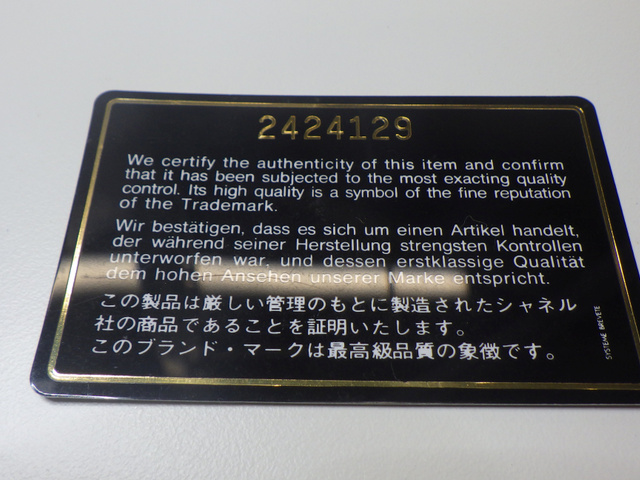 2424129
We certify the authenticity of this item and confirm
that it has been subjected to the most exacting quality
control. Its high quality is a symbol of the fine reputation
of the Trademark.
Wir bestätigen, dass es sich um einen Artikel handelt,
der während seiner Herstellung strengsten Kontrollen
unterworfen war, und dessen erstklassige Qualität
dem hohen Ansehen unserer Marke entspricht.
この製品は厳しい管理のもとに製造されたシャネル
社の商品であることを証明いたします。
このブランド・マークは最高級品質の象徴です。
SYSTEME BREVETE